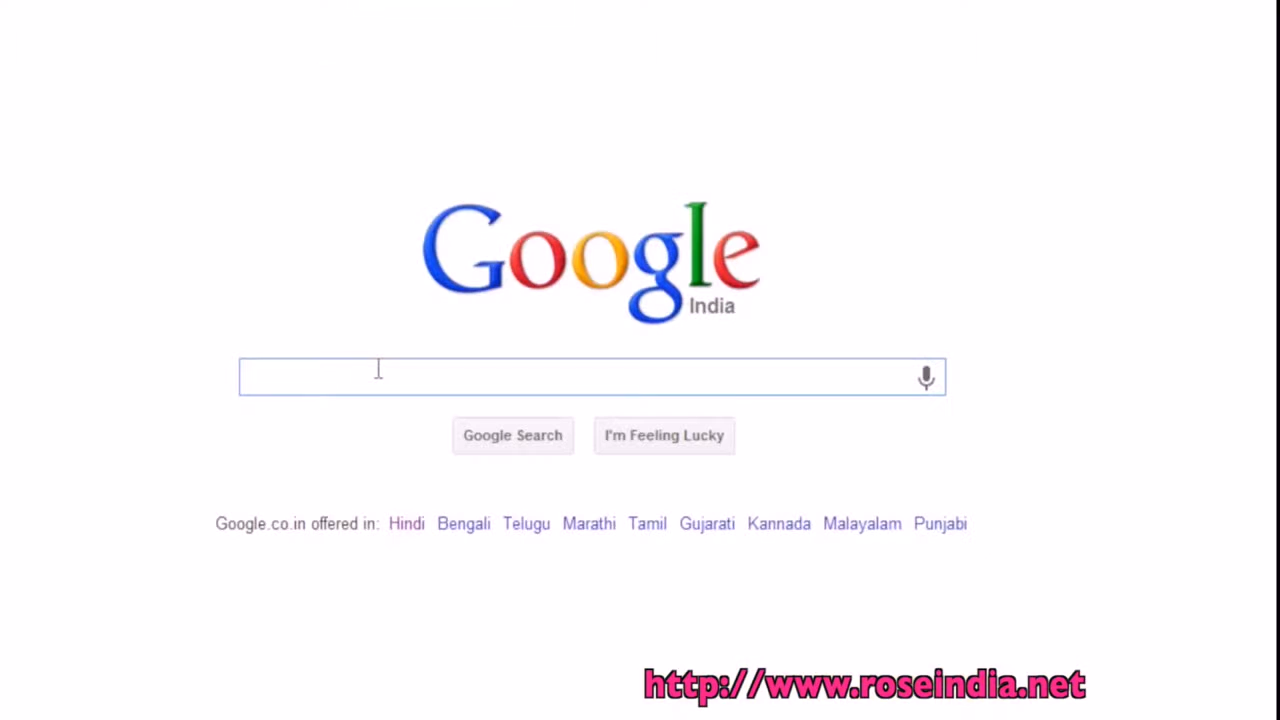 Google
India
Google Search I'm Feeling Lucky
Google.co.in offered in: Hindi Bengali Telugu Marathi Tamil Gujarati Kannada Malayalam Punjabi
http://www.roseindia.net